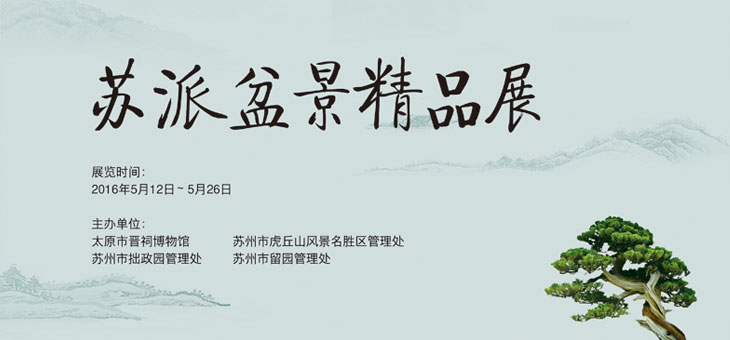 苏派盆景精品展
展览时间：
2016年5月12日~5月26日
主办单位：
太原市晋祠博物馆 苏州市虎丘山风景名胜区管理处
苏州市拙政园管理处 苏州市留园管理处